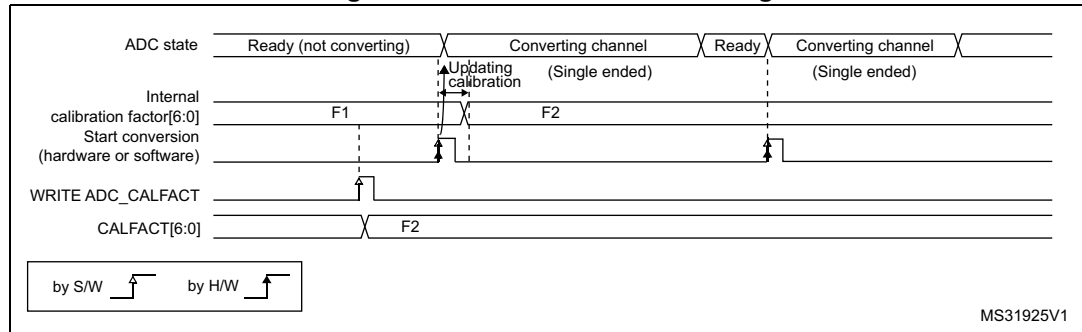 ADC state Ready (not converting) Converting channel Ready Converting channel
Updating (Single ended) (Single ended)
calibration
Internal
calibration factor[6:0] F1 F2
Start conversion
(hardware or software)
WRITE ADC_CALFACT
CALFACT[6:0] F2
by S/W by H/W
MS31925V1